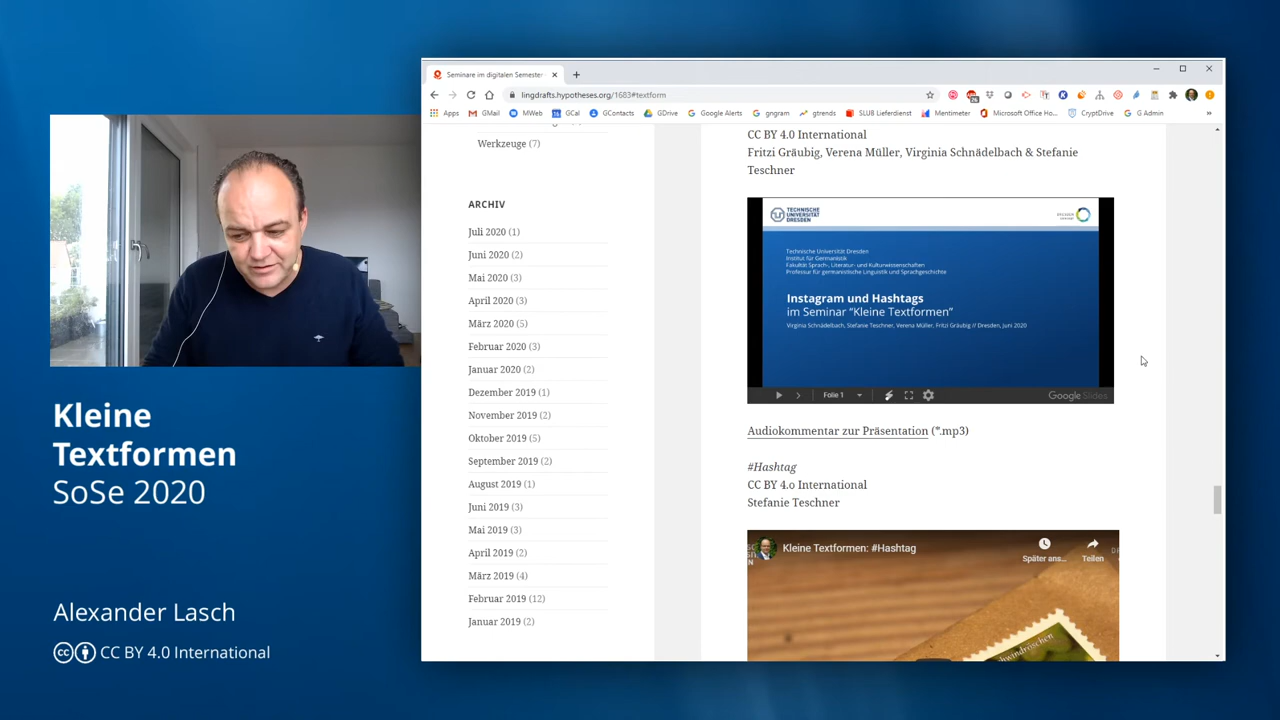 Kleine
Textformen
SoSe 2020
Alexander Lasch
CC BY 4.0 International
Seminare im digitalen Semester
lingdrafts.hypotheses.org/1683#textform
Apps
GMail
MWeb
GCal
GContacts
GDrive
Google Alerts
gngram
gtrends
SLUB Lieferdienst
Mentimeter
Microsoft Office Ho...
CryptDrive
G Admin
Werkzeuge (7)
ARCHIV
Juli 2020 (1)
Juni 2020 (2)
Mai 2020 (3)
April 2020 (3)
März 2020 (5)
Februar 2020 (3)
Januar 2020 (2)
Dezember 2019 (1)
November 2019 (2)
Oktober 2019 (5)
September 2019 (2)
August 2019 (1)
Juni 2019 (3)
Mai 2019 (3)
April 2019 (2)
März 2019 (4)
Februar 2019 (12)
Januar 2019 (2)
CC BY 4.0 International
Fritzi Gräubig, Verena Müller, Virginia Schnädelbach & Stefanie
Teschner
TECHNISCHE
UNIVERSITÄT
DRESDEN
Technische Universität Dresden
Institut für Germanistik
Fakultät Sprach-, Literatur- und Kulturwissenschaften
Professur für germanistische Linguistik und Sprachgeschichte
Instagram und Hashtags
im Seminar “Kleine Textformen”
Virginia Schnädelbach, Stefanie Teschner, Verena Müller, Fritzi Gräubig // Dresden, Juni 2020
Folie 1
Google Slides
Audiokommentar zur Präsentation (*.mp3)
#Hashtag
CC BY 4.0 International
Stefanie Teschner
Kleine Textformen: #Hashtag
Später ans...
Teilen